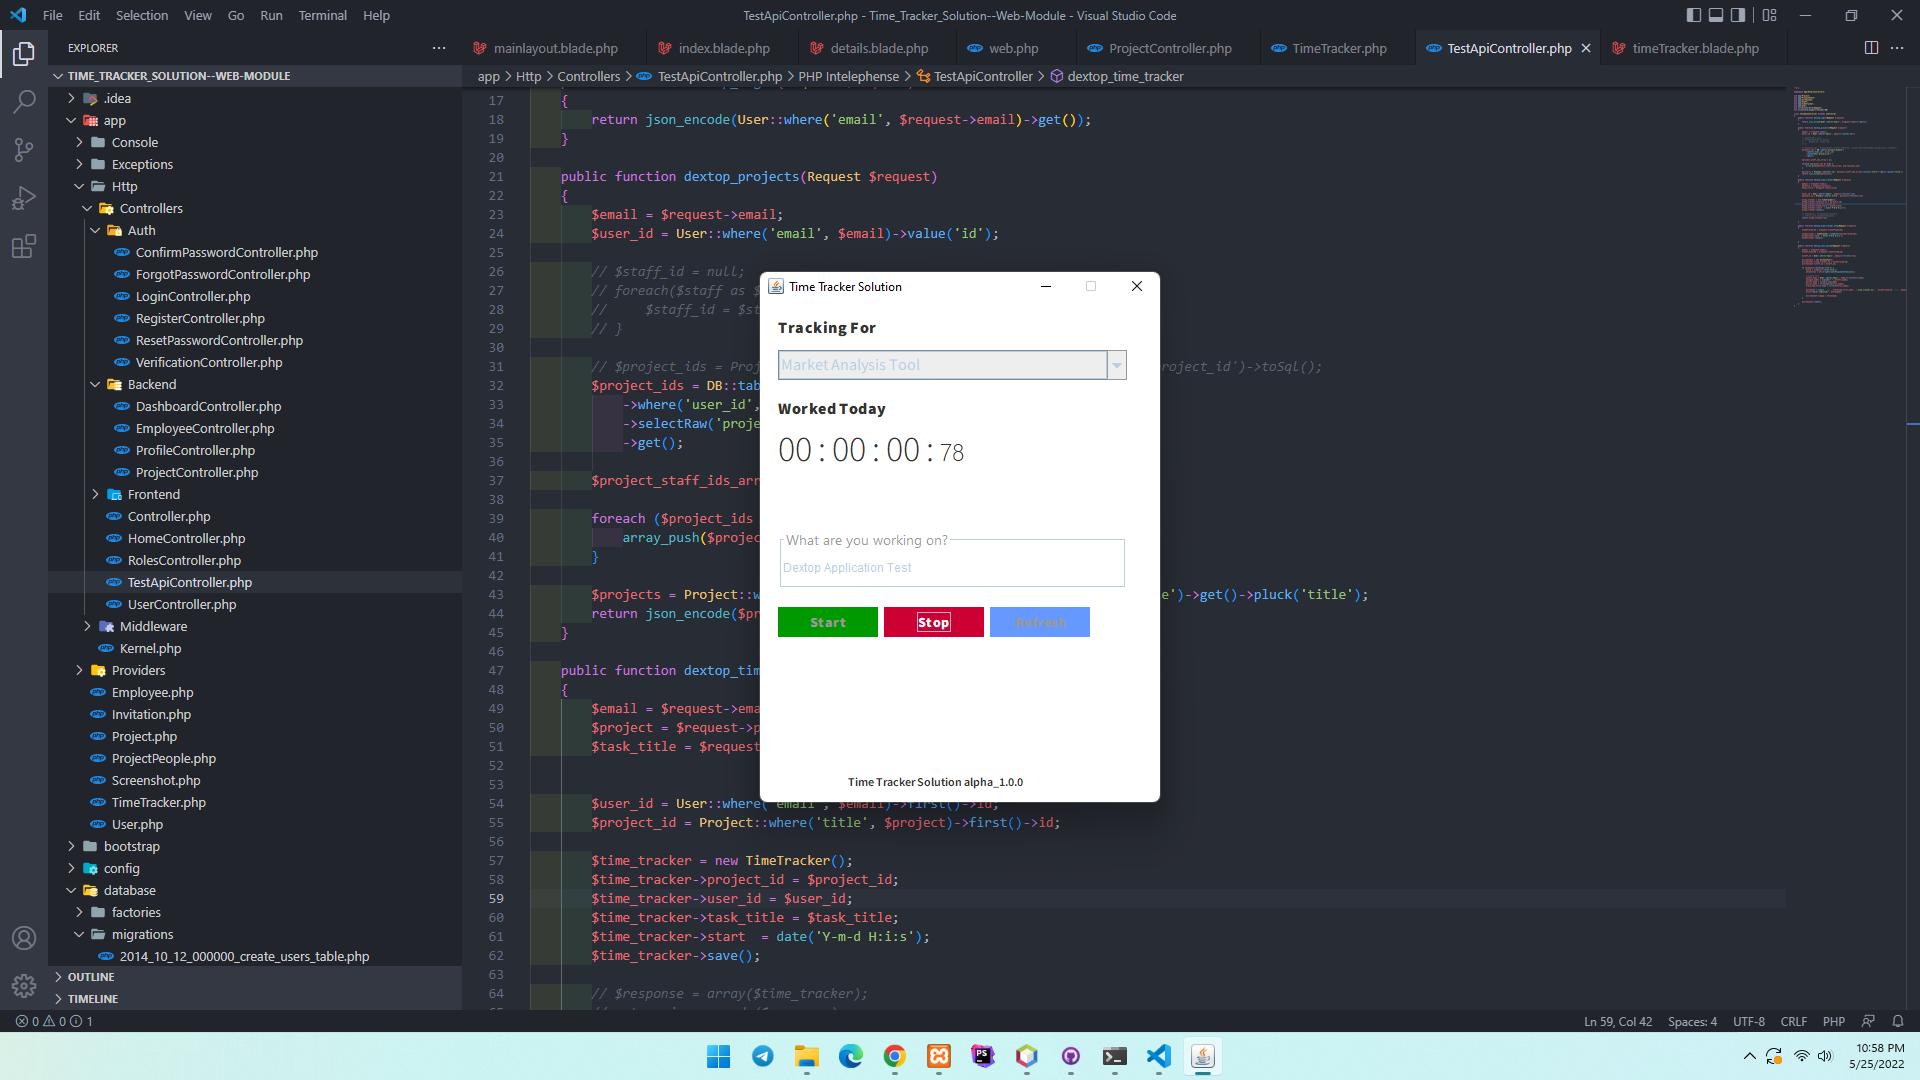 File Edit Selection View Go Run Terminal Help
TestApiController.php - Time_Tracker_Solution--Web-Module - Visual Studio Code
EXPLORER
TIME_TRACKER_SOLUTION--WEB-MODULE
.idea
app
Console
Exceptions
Http
Controllers
Auth
ConfirmPasswordController.php
ForgotPasswordController.php
LoginController.php
RegisterController.php
ResetPasswordController.php
VerificationController.php
Backend
DashboardController.php
EmployeeController.php
ProfileController.php
ProjectController.php
Frontend
Controller.php
HomeController.php
RolesController.php
TestApiController.php
UserController.php
Middleware
Kernel.php
Providers
Employee.php
Invitation.php
Project.php
ProjectPeople.php
Screenshot.php
TimeTracker.php
User.php
bootstrap
config
database
factories
migrations
2014_10_12_000000_create_users_table.php
OUTLINE
TIMELINE
mainlayout.blade.php index.blade.php details.blade.php web.php ProjectController.php TimeTracker.php TestApiController.php timeTracker.blade.php
app > Http > Controllers > TestApiController.php > PHP Intelephense > TestApiController > dextop_time_tracker
17 {
18 return json_encode(User::where('email', $request->email)->get());
19 }
20
21 public function dextop_projects(Request $request)
22 {
23 $email = $request->email;
24 $user_id = User::where('email', $email)->value('id');
25
26 // $staff_id = null;
27 // foreach($staff as $
28 // $staff_id = $st
29 // }
30
31 // $project_ids = Proj roject_id')->toSql();
32 $project_ids = DB::tab
33 ->where('user_id',
34 ->selectRaw('proje
35 ->get();
36
37 $project_staff_ids_arr
38
39 foreach ($project_ids
40 array_push($projec
41 }
42
43 $projects = Project::w e')->get()->pluck('title');
44 return json_encode($pr
45 }
46
47 public function dextop_tim
48 {
49 $email = $request->ema
50 $project = $request->p
51 $task_title = $request
52
53
54 $user_id = User::where('email', $email)->first()->id;
55 $project_id = Project::where('title', $project)->first()->id;
56
57 $time_tracker = new TimeTracker();
58 $time_tracker->project_id = $project_id;
59 $time_tracker->user_id = $user_id;
60 $time_tracker->task_title = $task_title;
61 $time_tracker->start = date('Y-m-d H:i:s');
62 $time_tracker->save();
63
64 // $response = array($time_tracker);
Time Tracker Solution
Tracking For
Market Analysis Tool
Worked Today
00 : 00 : 00 : 78
What are you working on?
Dextop Application Test
Start Stop Refresh
Time Tracker Solution alpha_1.0.0
0 0 1
Ln 59, Col 42 Spaces: 4 UTF-8 CRLF PHP
10:58 PM
5/25/2022